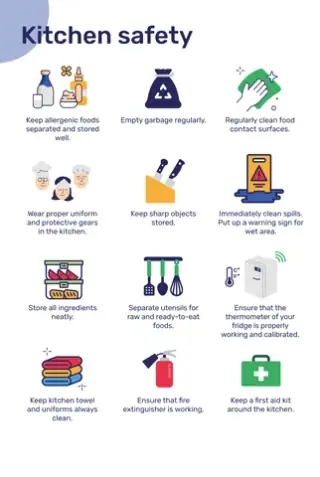 Kitchen safety
Keep allergenic foods
separated and stored
well.
Empty garbage regularly.
Regularly clean food
contact surfaces.
Wear proper uniform
and protective gears
in the kitchen.
Keep sharp objects
stored.
Immediately clean spills.
Put up a warning sign for
wet area.
Store all ingredients
neatly.
Separate utensils for
raw and ready-to-eat
foods.
Ensure that the
thermometer of your
fridge is properly
working and calibrated.
Keep kitchen towel
and uniforms always
clean.
Ensure that fire
extinguisher is working.
Keep a first aid kit
around the kitchen.